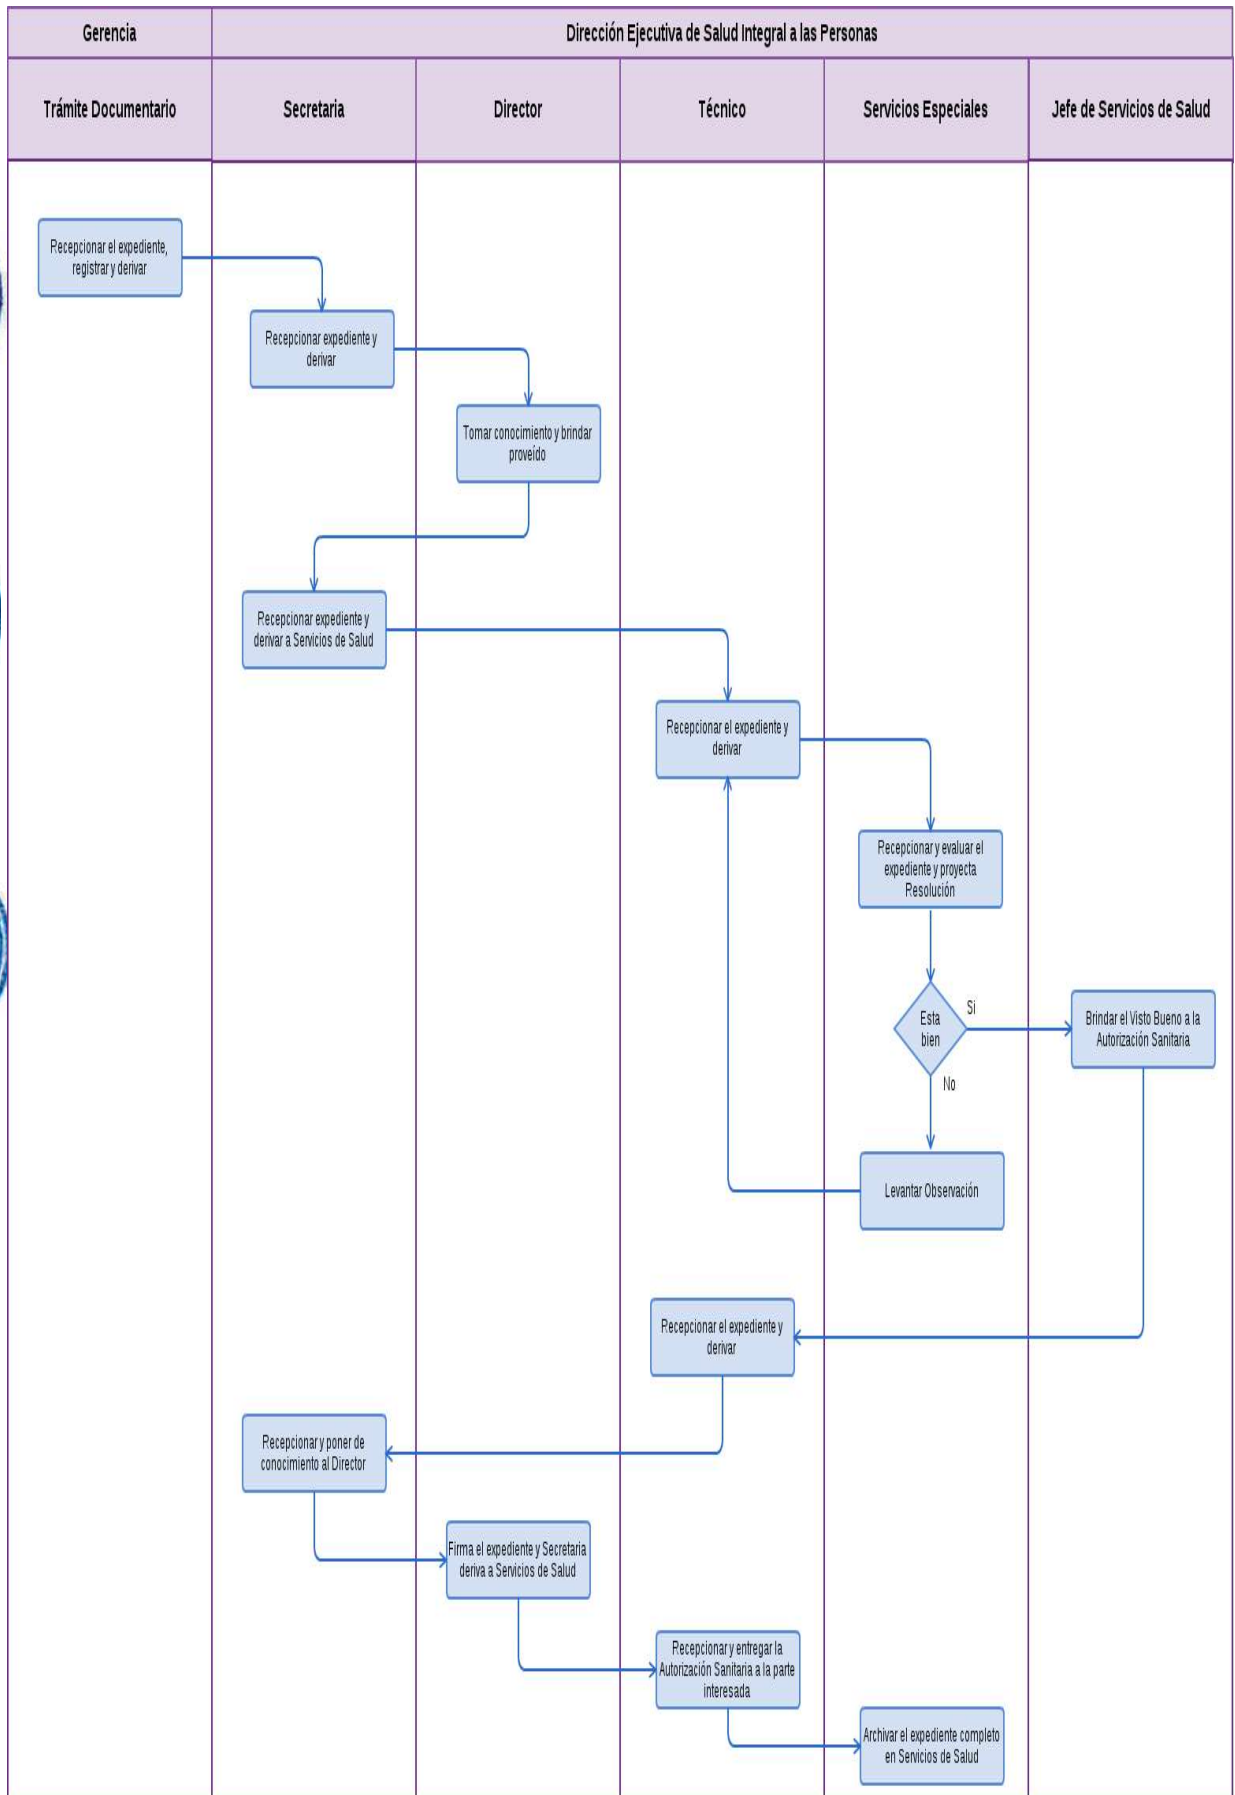 Gerencia
Dirección Ejecutiva de Salud Integral a las Personas
Trámite Documentario
Secretaria
Director
Técnico
Servicios Especiales
Jefe de Servicios de Salud
Recepcionar el expediente,
registrar y derivar
Recepcionar expediente y
derivar
Tomar conocimiento y brindar
proveído
Recepcionar expediente y
derivar a Servicios de Salud
Recepcionar el expediente y
derivar
Recepcionar y evaluar el
expediente y proyecta
Resolución
Esta
bien
Si
No
Brindar el Visto Bueno a la
Autorización Sanitaria
Levantar Observación
Recepcionar el expediente y
derivar
Recepcionar y poner de
conocimiento al Director
Firma el expediente y Secretaria
deriva a Servicios de Salud
Recepcionar y entregar la
Autorización Sanitaria a la parte
interesada
Archivar el expediente completo
en Servicios de Salud